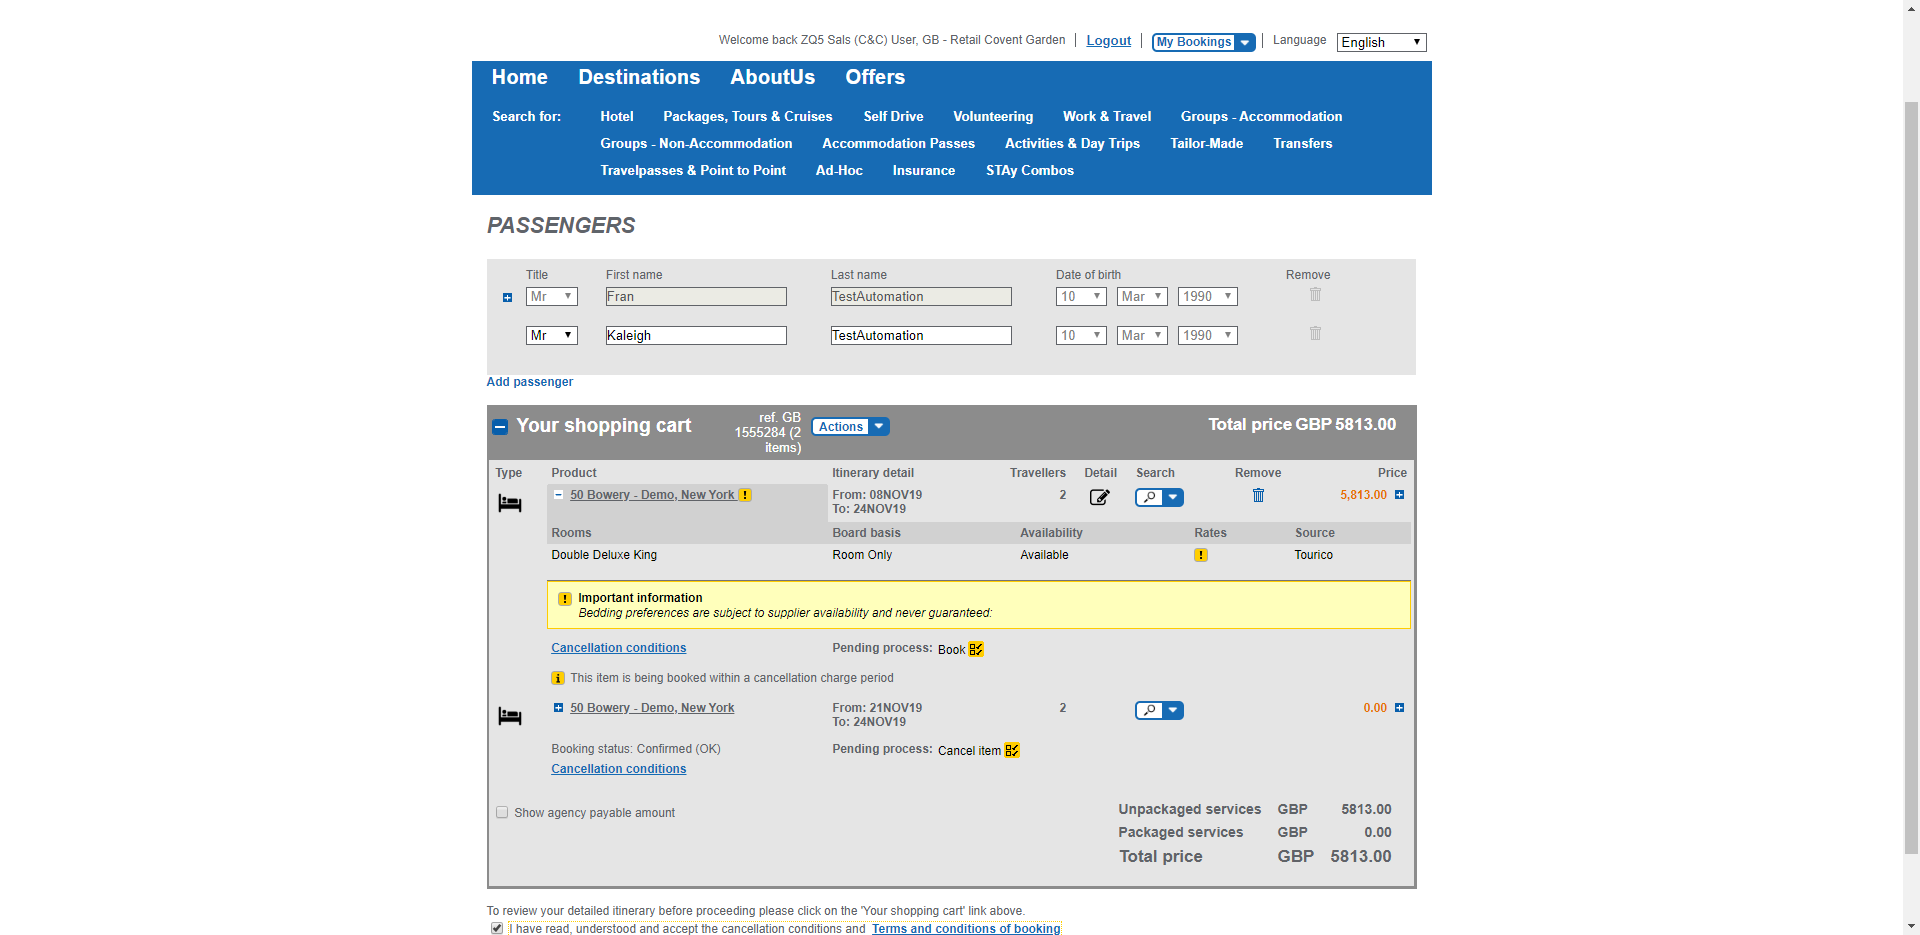 Welcome back ZQ5 Sals (C&C) User, GB - Retail Covent Garden Logout My Bookings Language English
Home Destinations AboutUs Offers
Search for: Hotel Packages, Tours & Cruises Self Drive Volunteering Work & Travel Groups - Accommodation
Groups - Non-Accommodation Accommodation Passes Activities & Day Trips Tailor-Made Transfers
Travelpasses & Point to Point Ad-Hoc Insurance STAy Combos
PASSENGERS
Title First name Last name Date of birth Remove
Mr Fran TestAutomation 10 Mar 1990
Mr Kaleigh TestAutomation 10 Mar 1990
Add passenger
Your shopping cart ref. GB 1555284 (2 items) Actions Total price GBP 5813.00
Type Product Itinerary detail Travellers Detail Search Remove Price
50 Bowery - Demo, New York From: 08NOV19 2 5,813.00
To: 24NOV19
Rooms Board basis Availability Rates Source
Double Deluxe King Room Only Available Tourico
Important information
Bedding preferences are subject to supplier availability and never guaranteed:
Cancellation conditions Pending process: Book
This item is being booked within a cancellation charge period
50 Bowery - Demo, New York From: 21NOV19 2 0.00
To: 24NOV19
Booking status: Confirmed (OK) Pending process: Cancel item
Cancellation conditions
Show agency payable amount
Unpackaged services GBP 5813.00
Packaged services GBP 0.00
Total price GBP 5813.00
To review your detailed itinerary before proceeding please click on the 'Your shopping cart' link above.
I have read, understood and accept the cancellation conditions and Terms and conditions of booking